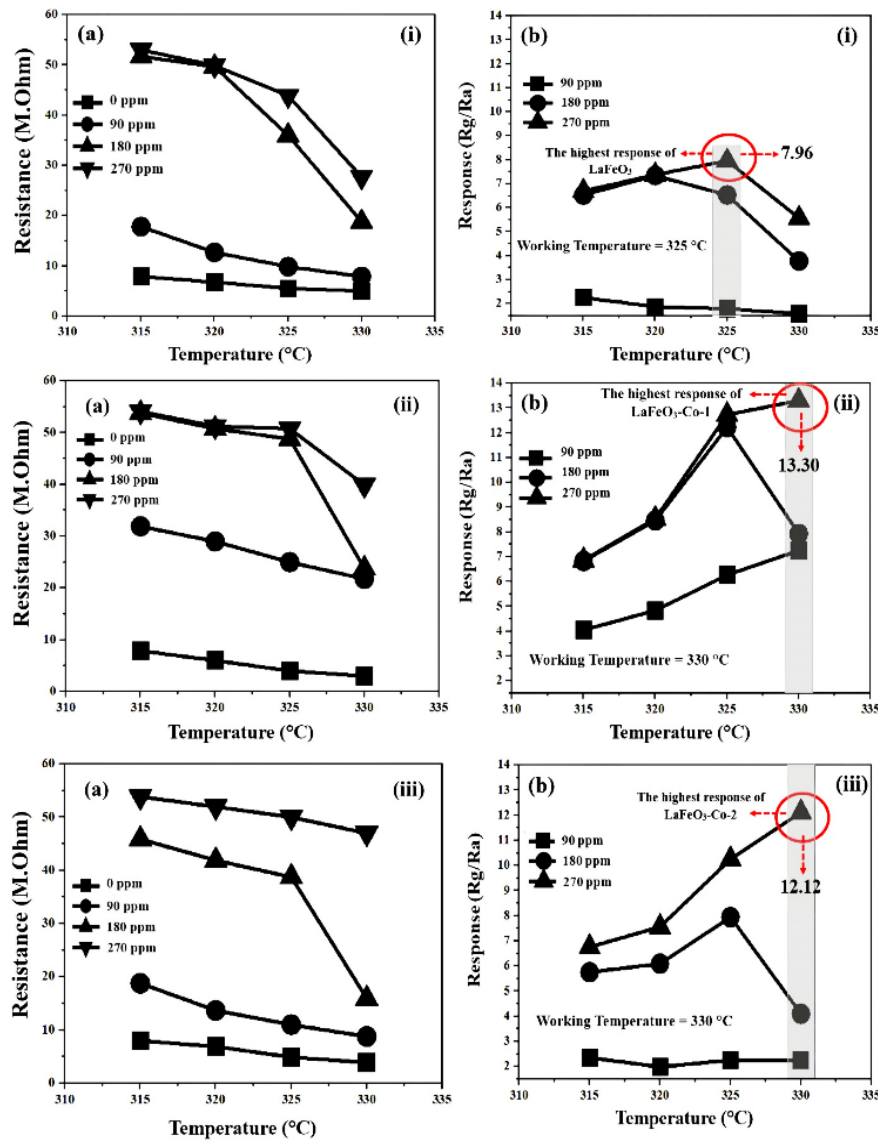 (a)
(i)
Resistance (M.Ohm)
60
50
40
30
20
10
0
0 ppm
90 ppm
180 ppm
270 ppm
310 315 320 325 330 335
Temperature (°C)
(b)
(i)
Response (Rg/Ra)
14
13
12
11
10
9
8
7
6
5
4
3
2
90 ppm
180 ppm
270 ppm
The highest response of
LaFeO3
7.96
Working Temperature = 325 °C
310 315 320 325 330 335
Temperature (°C)
(a)
(ii)
Resistance (M.Ohm)
60
50
40
30
20
10
0
0 ppm
90 ppm
180 ppm
270 ppm
310 315 320 325 330 335
Temperature (°C)
(b)
(ii)
Response (Rg/Ra)
14
13
12
11
10
9
8
7
6
5
4
3
2
90 ppm
180 ppm
270 ppm
The highest response of
LaFeO3-Co-1
13.30
Working Temperature = 330 °C
310 315 320 325 330 335
Temperature (°C)
(a)
(iii)
Resistance (M.Ohm)
60
50
40
30
20
10
0
0 ppm
90 ppm
180 ppm
270 ppm
310 315 320 325 330 335
Temperature (°C)
(b)
(iii)
Response (Rg/Ra)
14
13
12
11
10
9
8
7
6
5
4
3
2
90 ppm
180 ppm
270 ppm
The highest response of
LaFeO3-Co-2
12.12
Working Temperature = 330 °C
310 315 320 325 330 335
Temperature (°C)